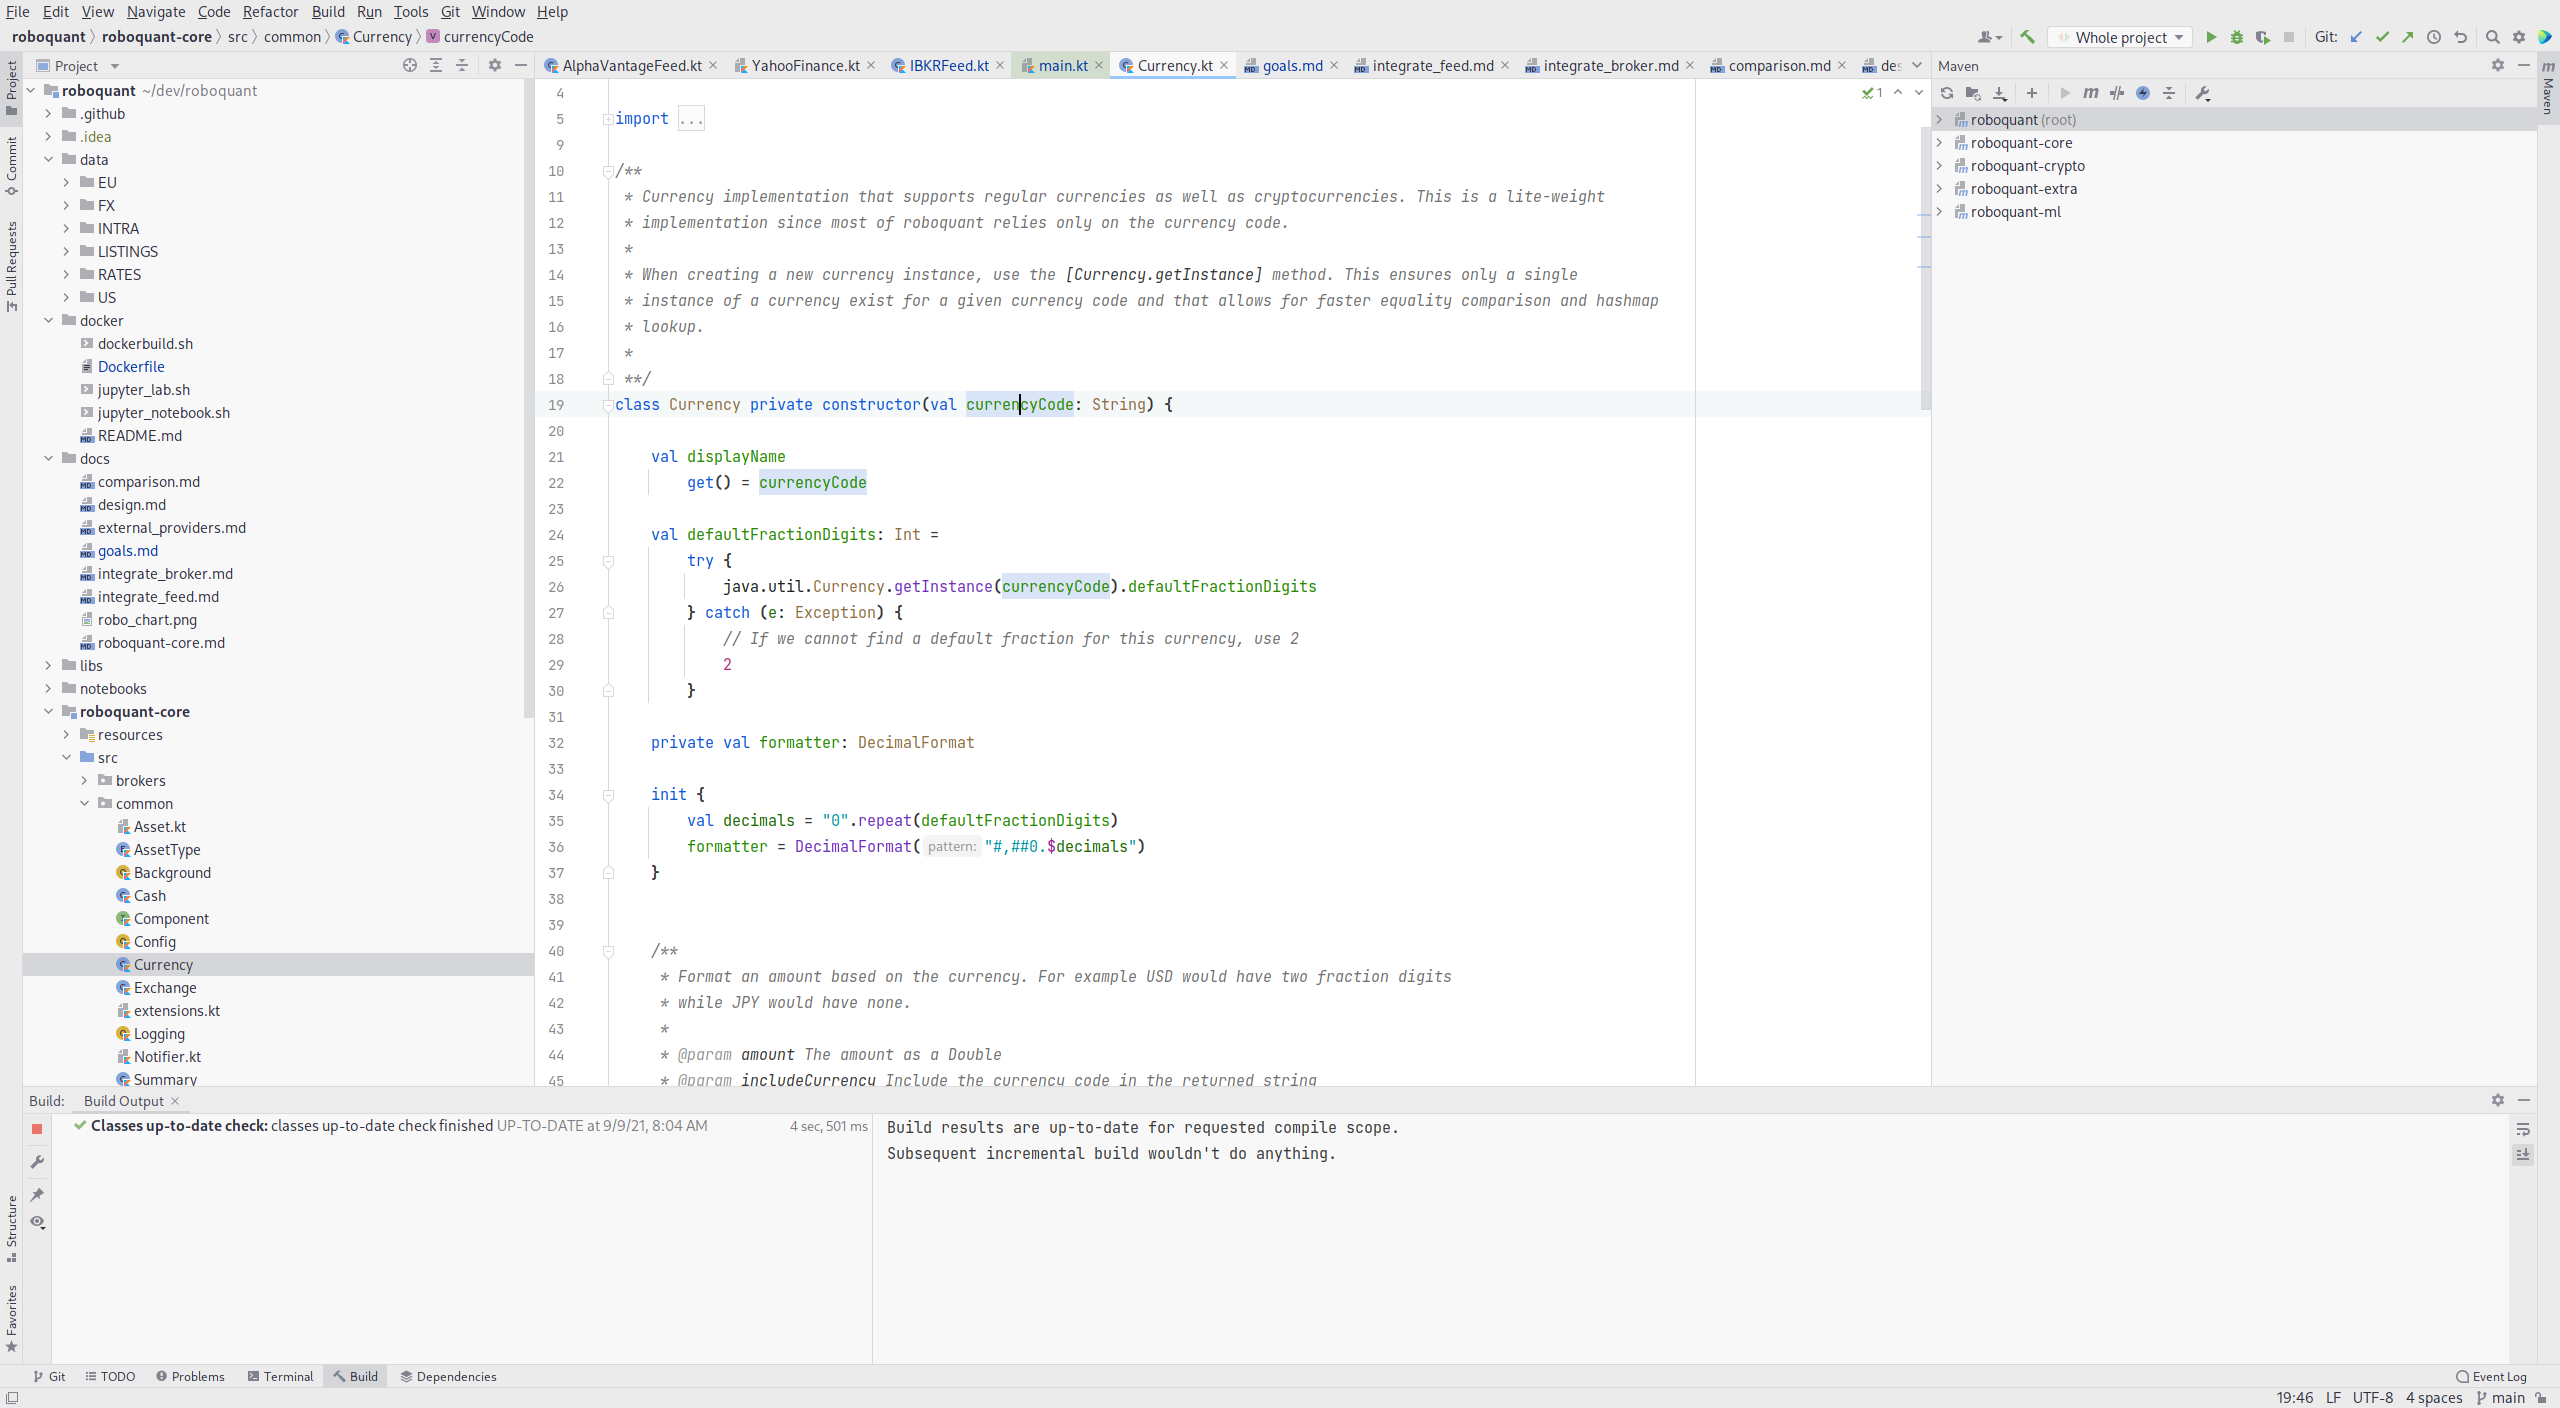 File Edit View Navigate Code Refactor Build Run Tools Git Window Help
roboquant roboquant-core src common Currency currencyCode
Whole project Git:
Project
Commit
Pull Requests
Structure
Favorites
Project
roboquant ~/dev/roboquant
.github
.idea
data
EU
FX
INTRA
LISTINGS
RATES
US
docker
dockerbuild.sh
Dockerfile
jupyter_lab.sh
jupyter_notebook.sh
README.md
docs
comparison.md
design.md
external_providers.md
goals.md
integrate_broker.md
integrate_feed.md
robo_chart.png
roboquant-core.md
libs
notebooks
roboquant-core
resources
src
brokers
common
Asset.kt
AssetType
Background
Cash
Component
Config
Currency
Exchange
extensions.kt
Logging
Notifier.kt
Summary
AlphaVantageFeed.kt YahooFinance.kt IBKRFeed.kt main.kt Currency.kt goals.md integrate_feed.md integrate_broker.md comparison.md des
1
4
5 import ...
9
10 /**
11 * Currency implementation that supports regular currencies as well as cryptocurrencies. This is a lite-weight
12 * implementation since most of roboquant relies only on the currency code.
13 *
14 * When creating a new currency instance, use the [Currency.getInstance] method. This ensures only a single
15 * instance of a currency exist for a given currency code and that allows for faster equality comparison and hashmap
16 * lookup.
17 *
18 **/
19 class Currency private constructor(val currencyCode: String) {
20
21 val displayName
22 get() = currencyCode
23
24 val defaultFractionDigits: Int =
25 try {
26 java.util.Currency.getInstance(currencyCode).defaultFractionDigits
27 } catch (e: Exception) {
28 // If we cannot find a default fraction for this currency, use 2
29 2
30 }
31
32 private val formatter: DecimalFormat
33
34 init {
35 val decimals = "0".repeat(defaultFractionDigits)
36 formatter = DecimalFormat( pattern: "#,##0.$decimals")
37 }
38
39
40 /**
41 * Format an amount based on the currency. For example USD would have two fraction digits
42 * while JPY would have none.
43 *
44 * @param amount The amount as a Double
45 * @param includeCurrency Include the currency code in the returned string
Maven
roboquant (root)
roboquant-core
roboquant-crypto
roboquant-extra
roboquant-ml
Maven
Build: Build Output
Classes up-to-date check: classes up-to-date check finished UP-TO-DATE at 9/9/21, 8:04 AM 4 sec, 501 ms
Build results are up-to-date for requested compile scope.
Subsequent incremental build wouldn't do anything.
Git TODO Problems Terminal Build Dependencies Event Log
19:46 LF UTF-8 4 spaces main